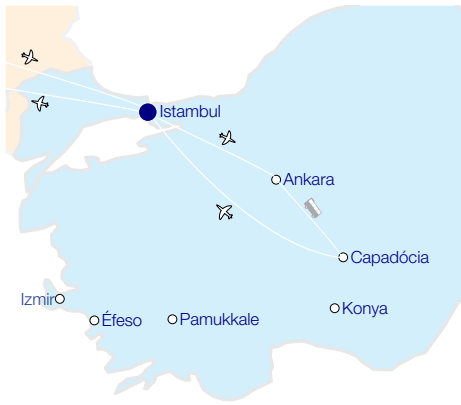 Istambul
Ankara
Capadócia
Izmir
Konya
Éfeso
Pamukkale